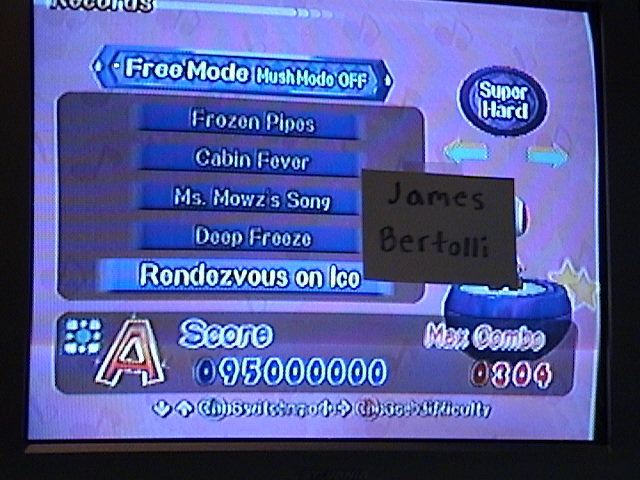 Records
Free Mode Mush Mode OFF
Super
Hard
Frozen Pipes
Cabin Fever
Ms. Mowz's Song
Deep Freeze
Rendezvous on Ice
James
Bertolli
A
Score
095000000
Max Combo
0304